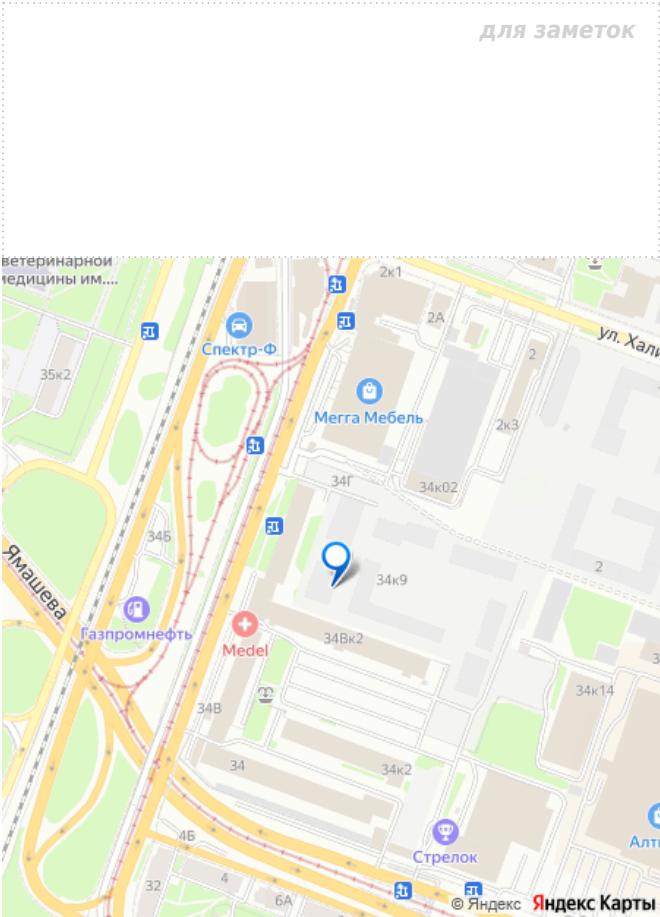 для заметок
ветеринарной
медицины им....
2к1
2А
ул. Хали
Спектр-Ф
2
35к2
Мегга Мебель
2к3
34Г
34к02
34Б
Ямашева
34к9
2
Газпромнефть
Medel
34Вк2
34к14
34В
34
34к2
4Б
Стрелок
Алт
32
4
6А
© Яндекс Яндекс Карты